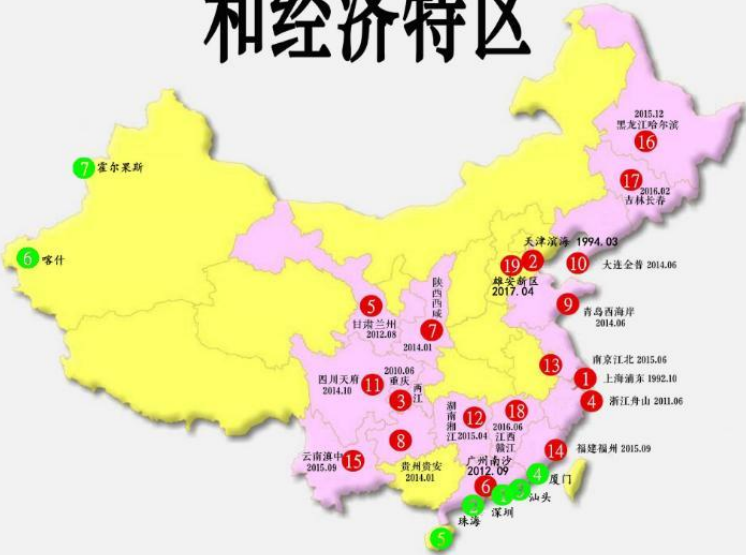 和经济特区
2015.12
黑龙江哈尔滨
16
17
2016.02
吉林长春
7 霍尔果斯
6 喀什
天津滨海 1994.03
19 2
雄安新区
2017.04
10 大连金普 2014.06
9 青岛西海岸
2014.06
陕西西咸
7
2014.01
5
甘肃兰州
2012.08
13 南京江北 2015.06
1 上海浦东 1992.10
4 浙江舟山 2011.06
四川天府 11
2014.10
2010.06
重庆
两江
3
湖南湘江
12
2015.04
18
2016.06
江西赣江
8
贵州贵安
2014.01
云南滇中 15
2015.09
14 福建福州 2015.09
广州南沙
2012.09
6
4 厦门
3 汕头
1 深圳
2 珠海
5